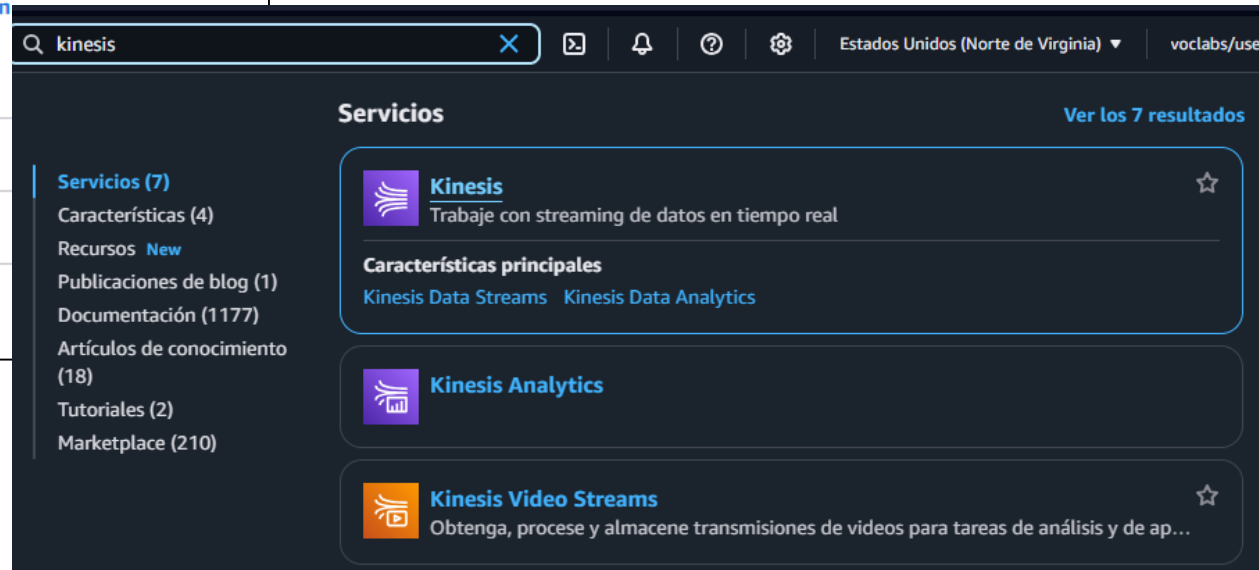 n
kinesis
Estados Unidos (Norte de Virginia) ▼
voclabs/use
Servicios
Ver los 7 resultados
Servicios (7)
Características (4)
Recursos New
Publicaciones de blog (1)
Documentación (1177)
Artículos de conocimiento
(18)
Tutoriales (2)
Marketplace (210)
Kinesis
Trabaje con streaming de datos en tiempo real
Características principales
Kinesis Data Streams Kinesis Data Analytics
Kinesis Analytics
Kinesis Video Streams
Obtenga, procese y almacene transmisiones de videos para tareas de análisis y de ap...